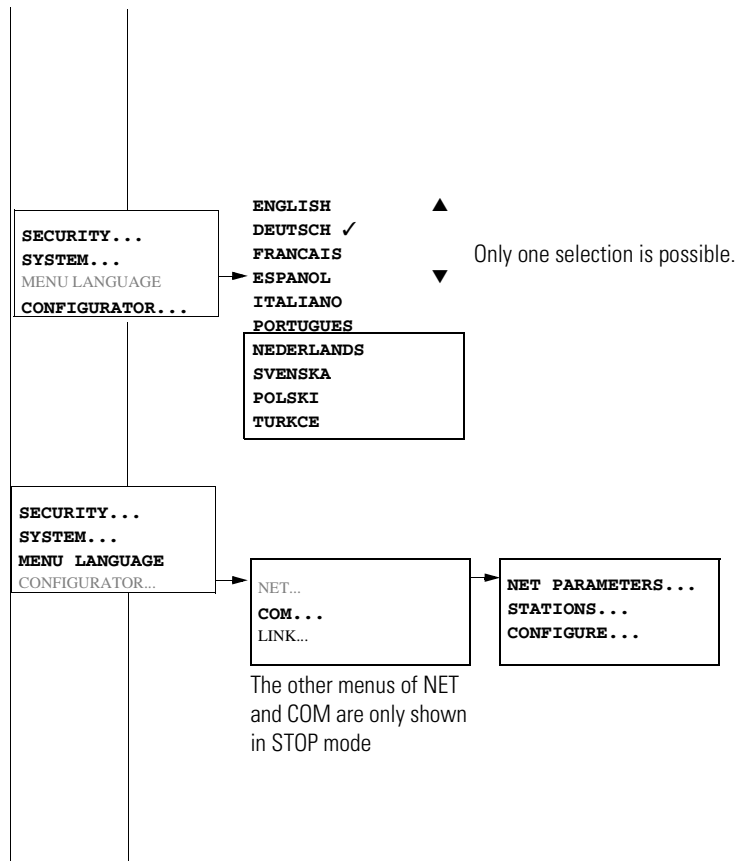 SECURITY...
SYSTEM...
MENU LANGUAGE
CONFIGURATOR...
ENGLISH ▲
DEUTSCH ✓
FRANCAIS
ESPANOL ▼
ITALIANO
PORTUGUES
NEDERLANDS
SVENSKA
POLSKI
TURKCE
Only one selection is possible.
SECURITY...
SYSTEM...
MENU LANGUAGE
CONFIGURATOR...
NET...
COM...
LINK...
The other menus of NET
and COM are only shown
in STOP mode
NET PARAMETERS...
STATIONS...
CONFIGURE...